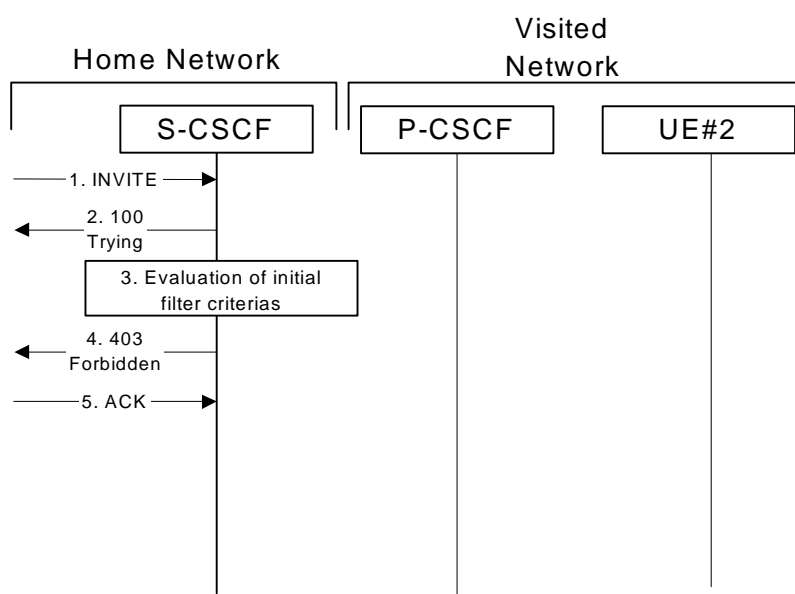 Home Network
Visited
Network
S-CSCF
P-CSCF
UE#2
1. INVITE
2. 100
Trying
3. Evaluation of initial
filter criterias
4. 403
Forbidden
5. ACK